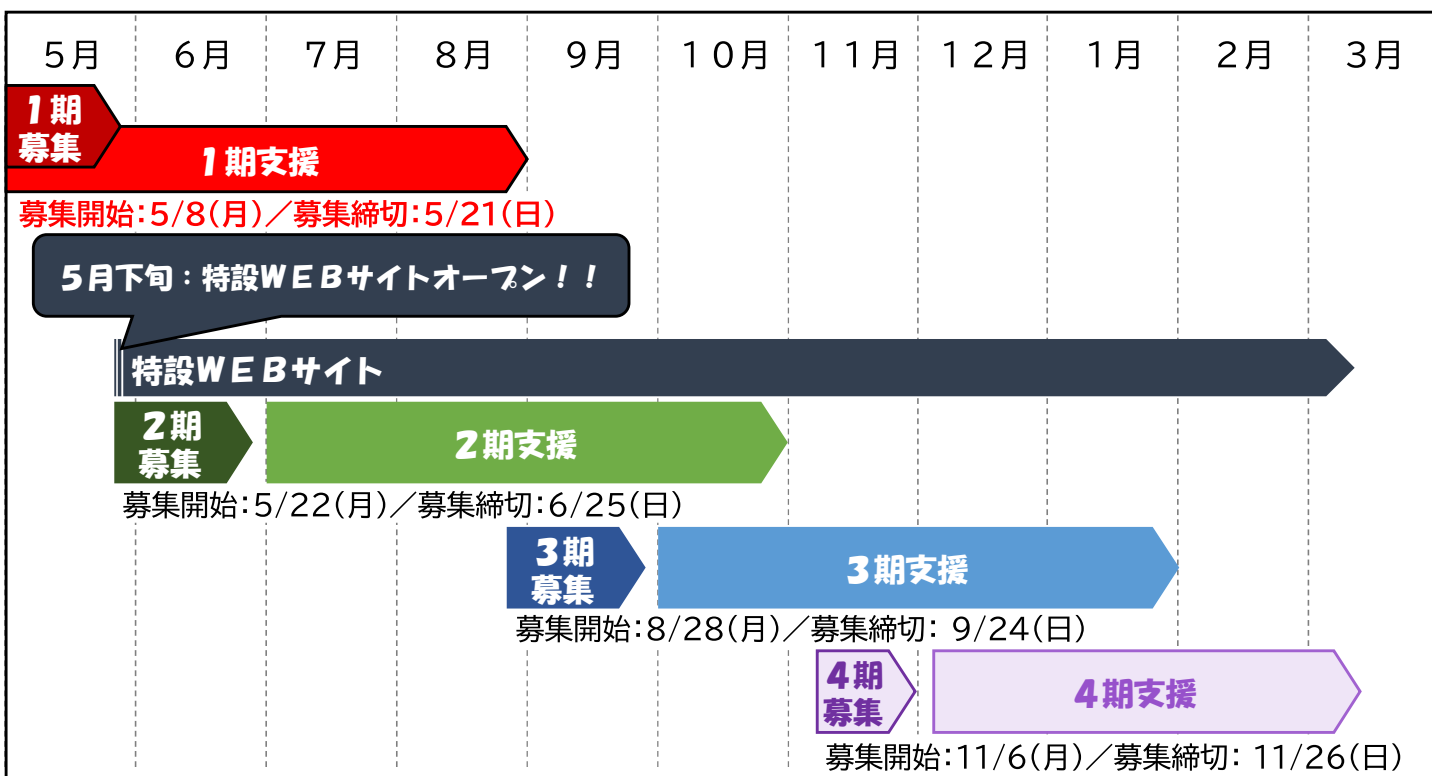 5月 6月 7月 8月 9月 10月 11月 12月 1月 2月 3月
1期
募集
1期支援
募集開始:5/8(月)/募集締切:5/21(日)
5月下旬:特設WEBサイトオープン!!
特設WEBサイト
2期
募集
2期支援
募集開始:5/22(月)/募集締切:6/25(日)
3期
募集
3期支援
募集開始:8/28(月)/募集締切: 9/24(日)
4期
募集
4期支援
募集開始:11/6(月)/募集締切: 11/26(日)